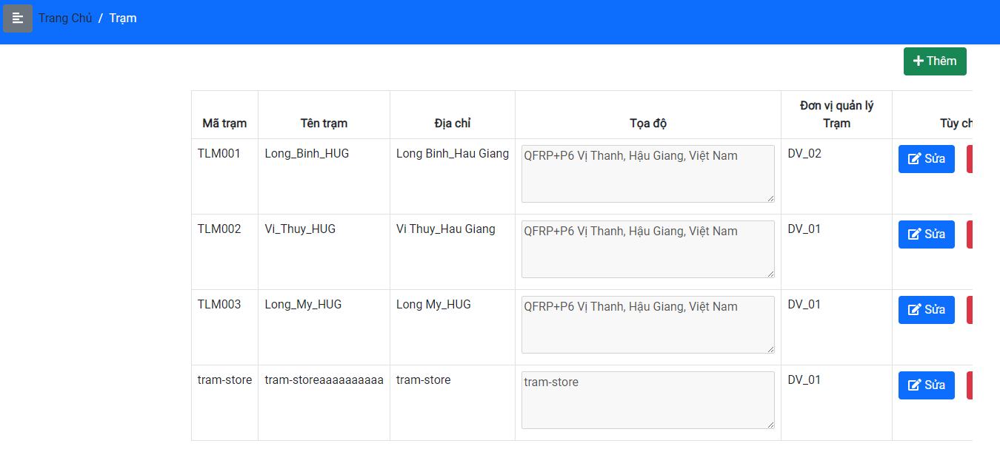 Trang Chủ / Trạm
Thêm
Mã trạm Tên trạm Địa chỉ Tọa độ Đơn vị quản lý Trạm Tùy ch
TLM001 Long_Binh_HUG Long Binh_Hau Giang QFRP+P6 Vị Thanh, Hậu Giang, Việt Nam DV_02 Sửa
TLM002 Vi_Thuy_HUG Vi Thuy_Hau Giang QFRP+P6 Vị Thanh, Hậu Giang, Việt Nam DV_01 Sửa
TLM003 Long_My_HUG Long My_HUG QFRP+P6 Vị Thanh, Hậu Giang, Việt Nam DV_01 Sửa
tram-store tram-storeaaaaaaaaaa tram-store tram-store DV_01 Sửa